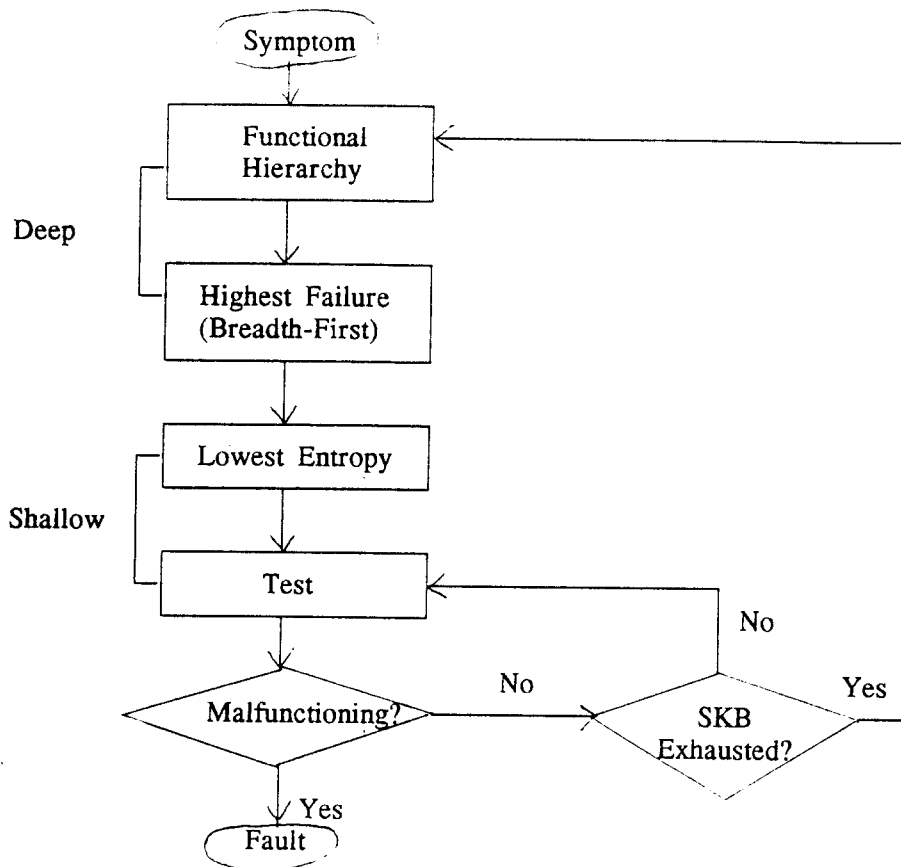 Symptom
Functional
Hierarchy
Deep
Highest Failure
(Breadth-First)
Lowest Entropy
Shallow
Test
No
No
Yes
Malfunctioning?
SKB
Exhausted?
Yes
Fault